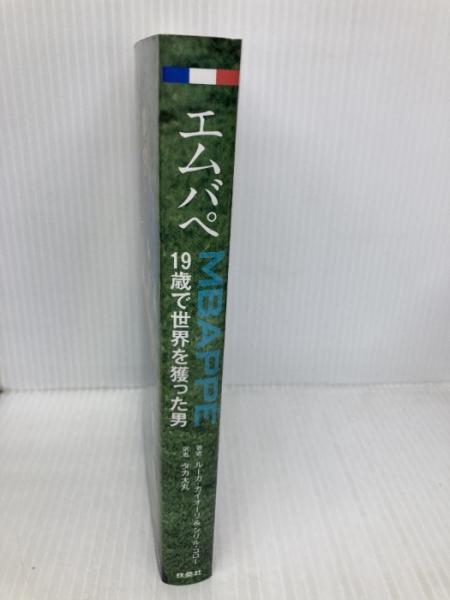 エムバペ
MBAPPE
19歳で世界を獲った男
著者 ルーカ・カイオーリ&シリル・コロー
訳者 タカ大丸
扶桑社